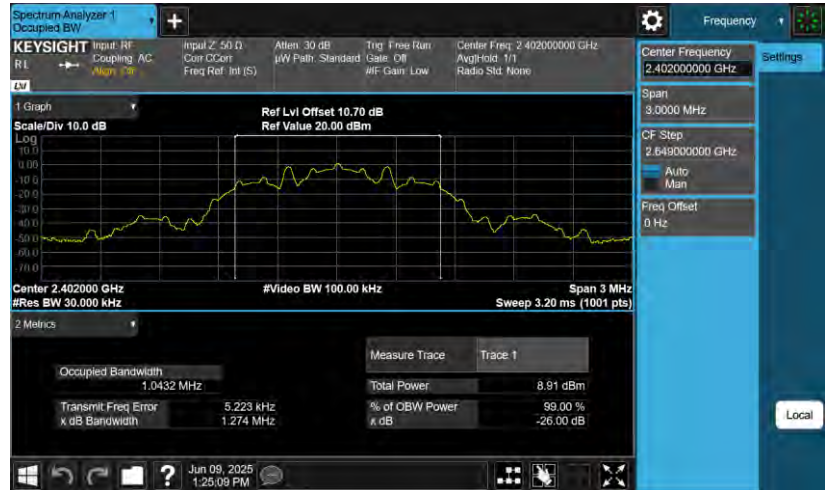 Spectrum Analyzer 1
Occupied BW
Frequency
KEYSIGHT Input: RF
RL
Coupling: AC
Align: Off
Input Z: 50 Ω
Corr CCorr
Freq Ref: Int (S)
Atten: 30 dB
µW Path: Standard
Trig: Free Run
Gate: Off
#IF Gain: Low
Center Freq: 2.402000000 GHz
Avg|Hold: 1/1
Radio Std: None
Center Frequency
2.402000000 GHz
Settings
Span
3.0000 MHz
CF Step
2.649000000 GHz
Auto
Man
Freq Offset
0 Hz
LXI
1 Graph
Scale/Div 10.0 dB
Ref Lvl Offset 10.70 dB
Ref Value 20.00 dBm
Log
10.0
0.00
-10.0
-20.0
-30.0
-40.0
-50.0
-60.0
-70.0
Center 2.402000 GHz
#Video BW 100.00 kHz
Span 3 MHz
#Res BW 30.000 kHz
Sweep 3.20 ms (1001 pts)
2 Metrics
Measure Trace Trace 1
Occupied Bandwidth
1.0432 MHz
Total Power 8.91 dBm
Transmit Freq Error 5.223 kHz
% of OBW Power 99.00 %
x dB Bandwidth 1.274 MHz
x dB -26.00 dB
Local
? Jun 09, 2025
1:25:09 PM